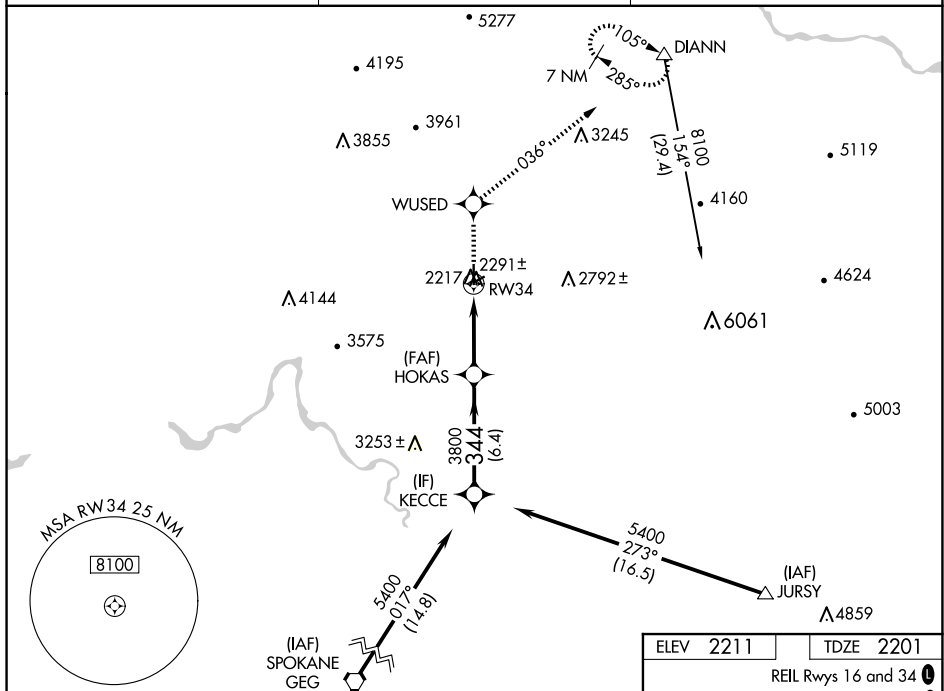 5277
105°
DIANN
4195
7 NM
285°
3961
3855
3245
036°
8100
154°
(29.4)
5119
WUSED
4160
2217
2291±
RW34
2792±
4624
4144
6061
3575
(FAF)
HOKAS
5003
3253±
3800
344
(6.4)
(IF)
KECCE
MSA RW34 25 NM
8100
5400
273°
(16.5)
(IAF)
JURSY
5400
017°
(14.8)
4859
(IAF)
SPOKANE
GEG
ELEV 2211
TDZE 2201
REIL Rwys 16 and 34 L